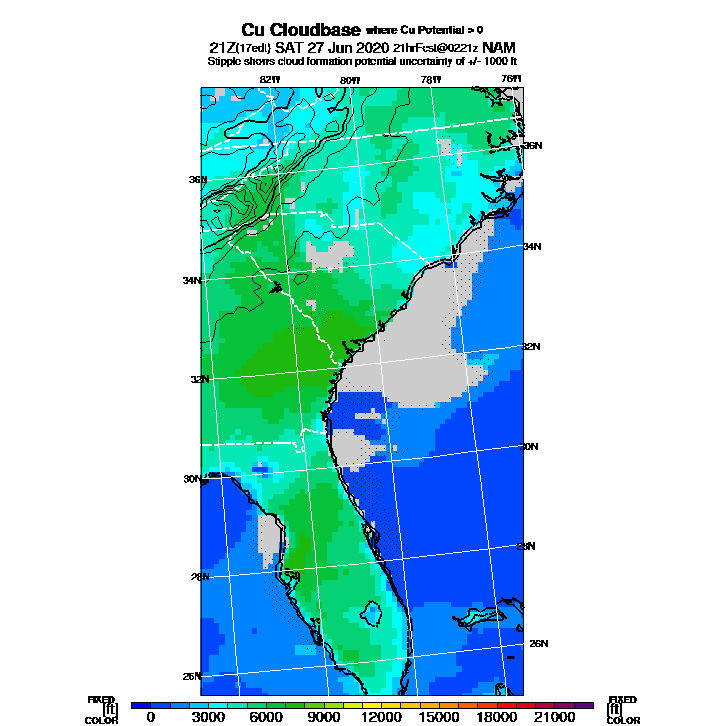 Cu Cloudbase where Cu Potential > 0
21Z(17edt) SAT 27 Jun 2020 21hrFcst@0221z NAM
Stipple shows cloud formation potential uncertainty of +/- 1000 ft
82W 80W 78W 76W
36N
36N
34N
34N
32N
32N
30N
30N
28N
28N
26N
26N
FIXED FIXED
[ft] [ft]
COLOR 0 3000 6000 9000 12000 15000 18000 21000 COLOR